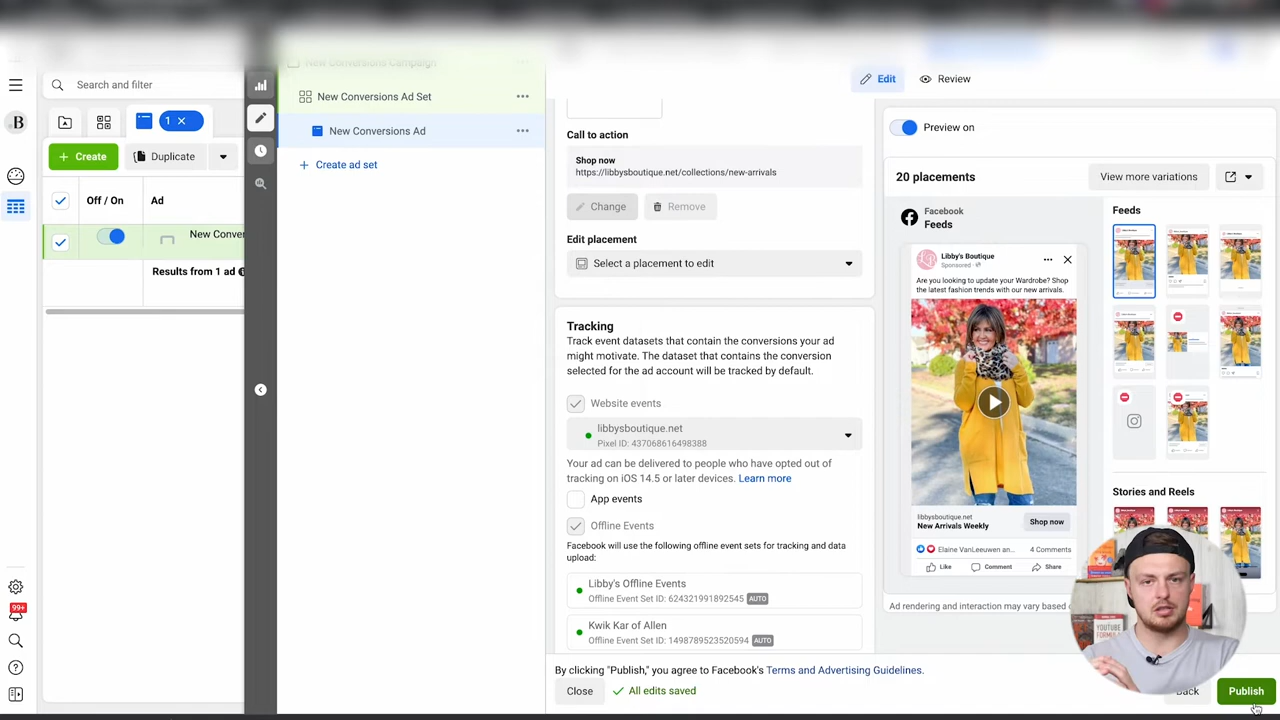 Search and filter
1 ×
+ Create
Duplicate
Off / On
Ad
New Conver
Results from 1 ad
99+
New Conversions Campaign
New Conversions Ad Set
New Conversions Ad
+ Create ad set
Edit
Review
Call to action
Shop now
https://libbysboutique.net/collections/new-arrivals
Change
Remove
Edit placement
Select a placement to edit
Tracking
Track event datasets that contain the conversions your ad
might motivate. The dataset that contains the conversion
selected for the ad account will be tracked by default.
Website events
libbysboutique.net
Pixel ID: 437068616498388
Your ad can be delivered to people who have opted out of
tracking on iOS 14.5 or later devices. Learn more
App events
Offline Events
Facebook will use the following offline event sets for tracking and data
upload:
Libby's Offline Events
Offline Event Set ID: 624321991892545 AUTO
Kwik Kar of Allen
Offline Event Set ID: 1498789523520594 AUTO
By clicking "Publish," you agree to Facebook's Terms and Advertising Guidelines.
Close
All edits saved
Back
Publish
Preview on
20 placements
View more variations
Facebook
Feeds
Libby's Boutique
Sponsored
Are you looking to update your Wardrobe? Shop
the latest fashion trends with our new arrivals.
libbysboutique.net
New Arrivals Weekly
Shop now
Elaine VanLeeuwen an...
4 Comments
Like
Comment
Share
Ad rendering and interaction may vary based
Feeds
Stories and Reels
YOUTUBE
FORMULA